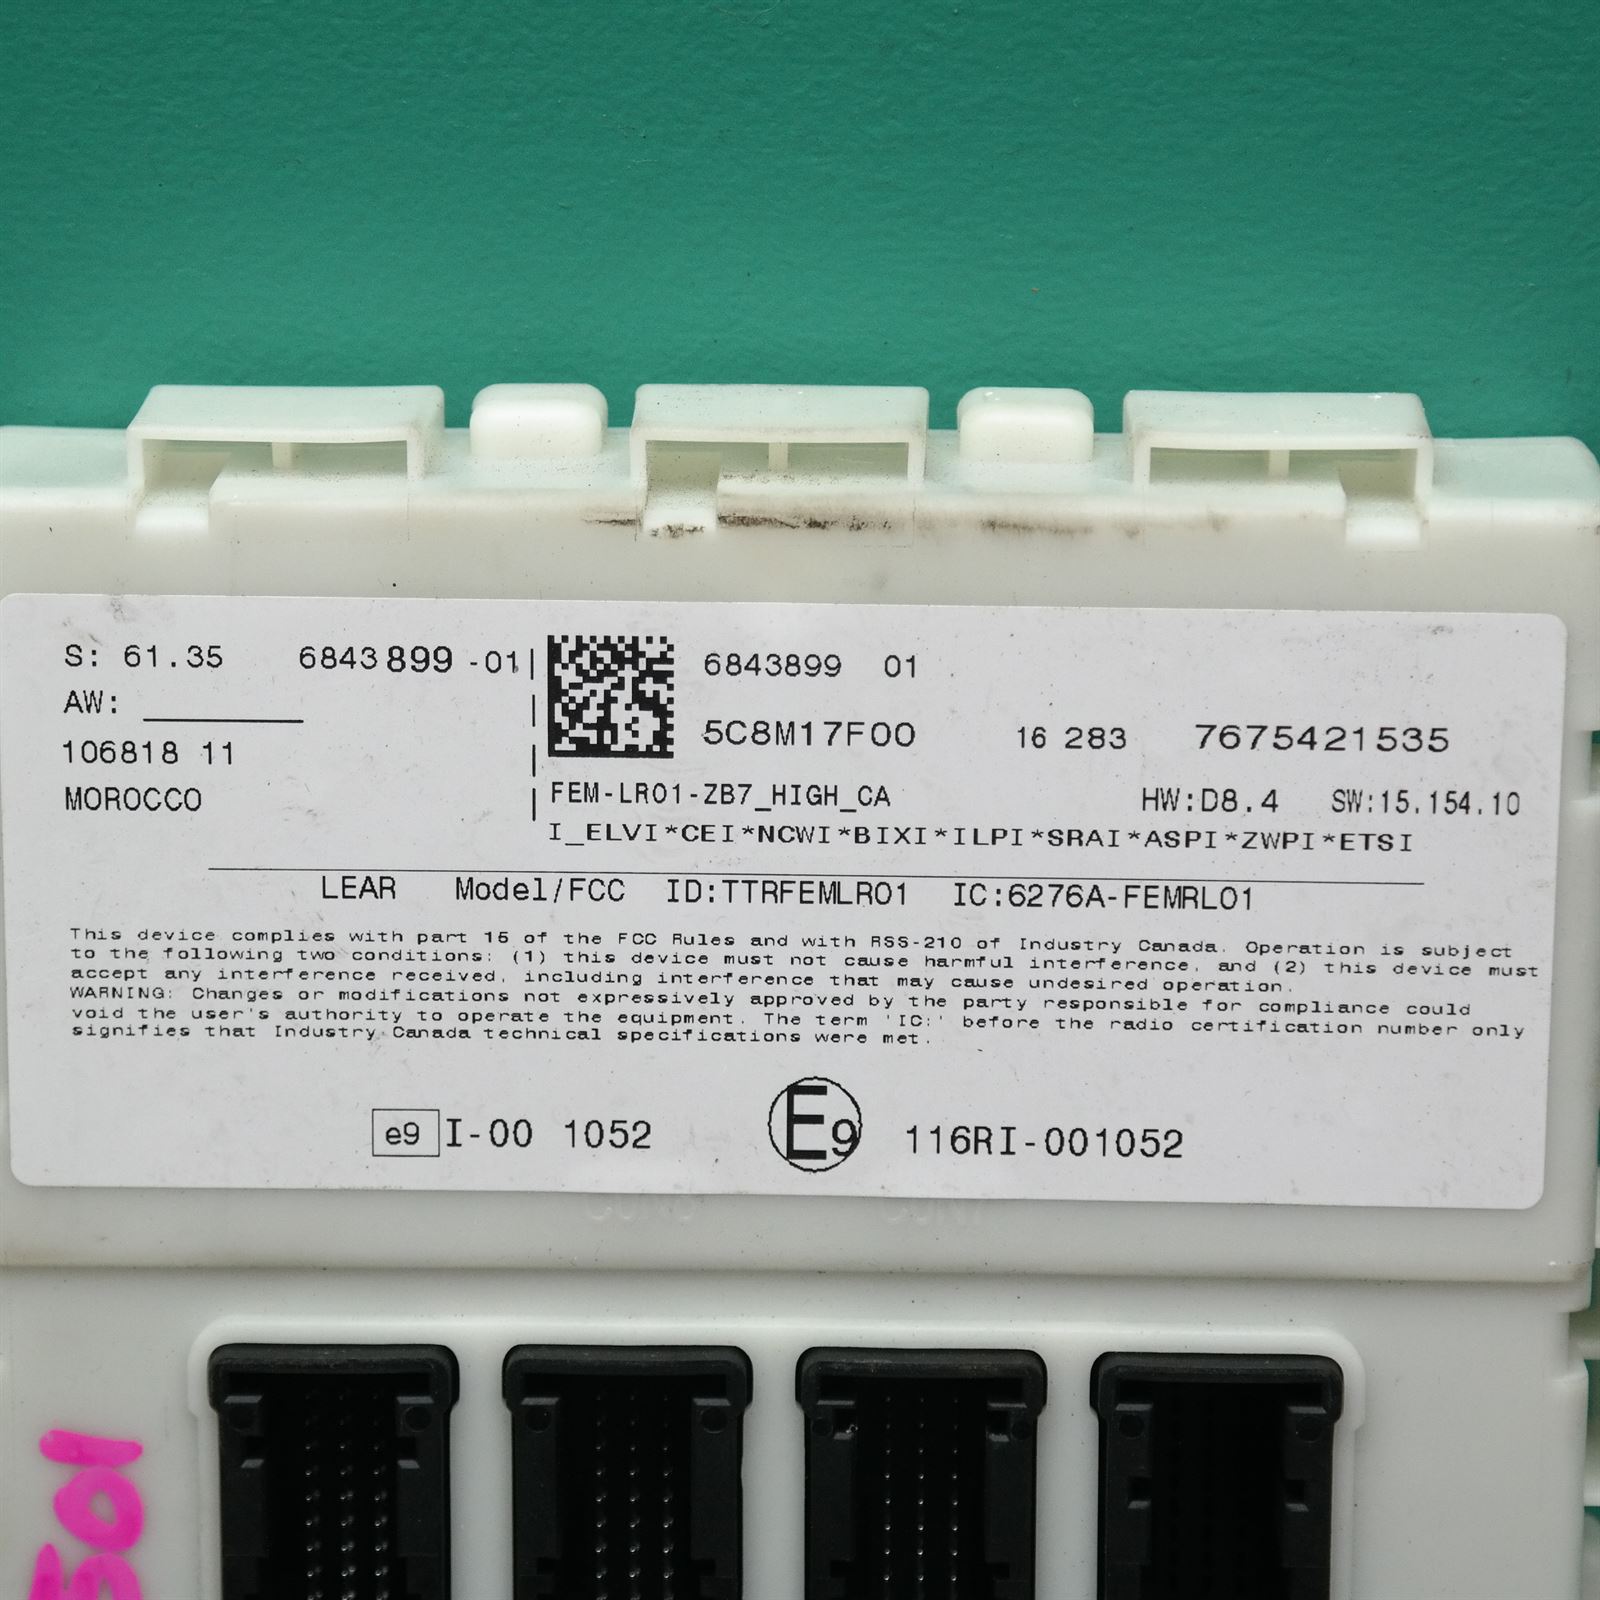 S: 61.35 6843899 -01
AW:
106818 11
MOROCCO
6843899 01
5C8M17F00 16 283 7675421535
FEM-LR01-ZB7_HIGH_CA HW:D8.4 SW:15.154.10
I_ELVI*CEI*NCWI*BIXI*ILPI*SRAI*ASPI*ZWPI*ETSI
LEAR Model/FCC ID:TTRFEMLR01 IC:6276A-FEMRL01
This device complies with part 15 of the FCC Rules and with RSS-210 of Industry Canada. Operation is subject
to the following two conditions: (1) this device must not cause harmful interference, and (2) this device must
accept any interference received, including interference that may cause undesired operation.
WARNING: Changes or modifications not expressively approved by the party responsible for compliance could
void the user's authority to operate the equipment. The term 'IC:' before the radio certification number only
signifies that Industry Canada technical specifications were met.
e9 I-00 1052 E9 116RI-001052